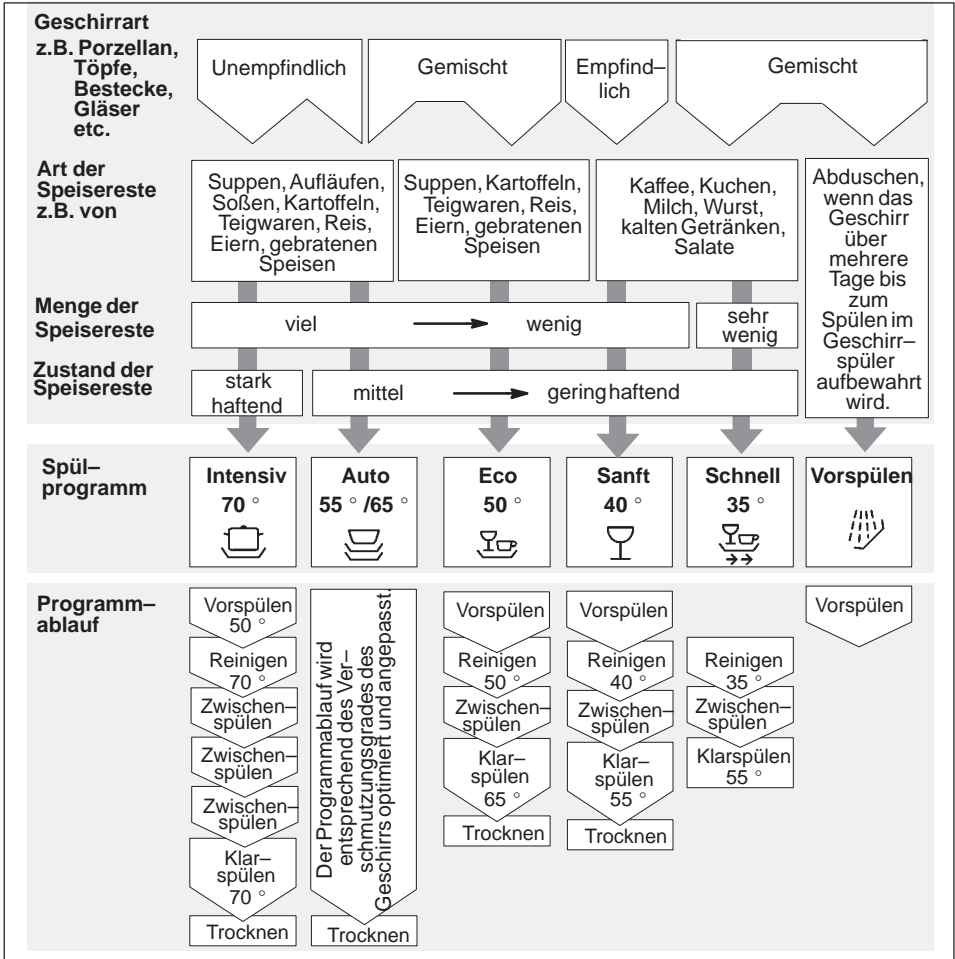 Geschirrart
z.B. Porzellan,
Töpfe,
Bestecke,
Gläser
etc.
Unempfindlich
Gemischt
Empfind–
lich
Gemischt
Art der
Speisereste
z.B. von
Suppen, Aufläufen,
Soßen, Kartoffeln,
Teigwaren, Reis,
Eiern, gebratenen
Speisen
Suppen, Kartoffeln,
Teigwaren, Reis,
Eiern, gebratenen
Speisen
Kaffee, Kuchen,
Milch, Wurst,
kalten Getränken,
Salate
Abduschen,
wenn das
Geschirr
über
mehrere
Tage bis
zum
Spülen im
Geschirr–
spüler
aufbewahrt
wird.
Menge der
Speisereste
viel → wenig
sehr
wenig
Zustand der
Speisereste
stark
haftend
mittel → gering haftend
Spül–
programm
Intensiv
70 °
Auto
55 ° /65 °
Eco
50 °
Sanft
40 °
Schnell
35 °
Vorspülen
Programm–
ablauf
Vorspülen
50 °
Reinigen
70 °
Zwischen–
spülen
Zwischen–
spülen
Zwischen–
spülen
Klar–
spülen
70 °
Trocknen
Der Programmablauf wird
entsprechend des Ver–
schmutzungsgrades des
Geschirrs optimiert und angepasst.
Trocknen
Vorspülen
Reinigen
50 °
Zwischen–
spülen
Klar–
spülen
65 °
Trocknen
Vorspülen
Reinigen
40 °
Zwischen–
spülen
Klar–
spülen
55 °
Trocknen
Reinigen
35 °
Zwischen–
spülen
Klarspülen
55 °
Vorspülen